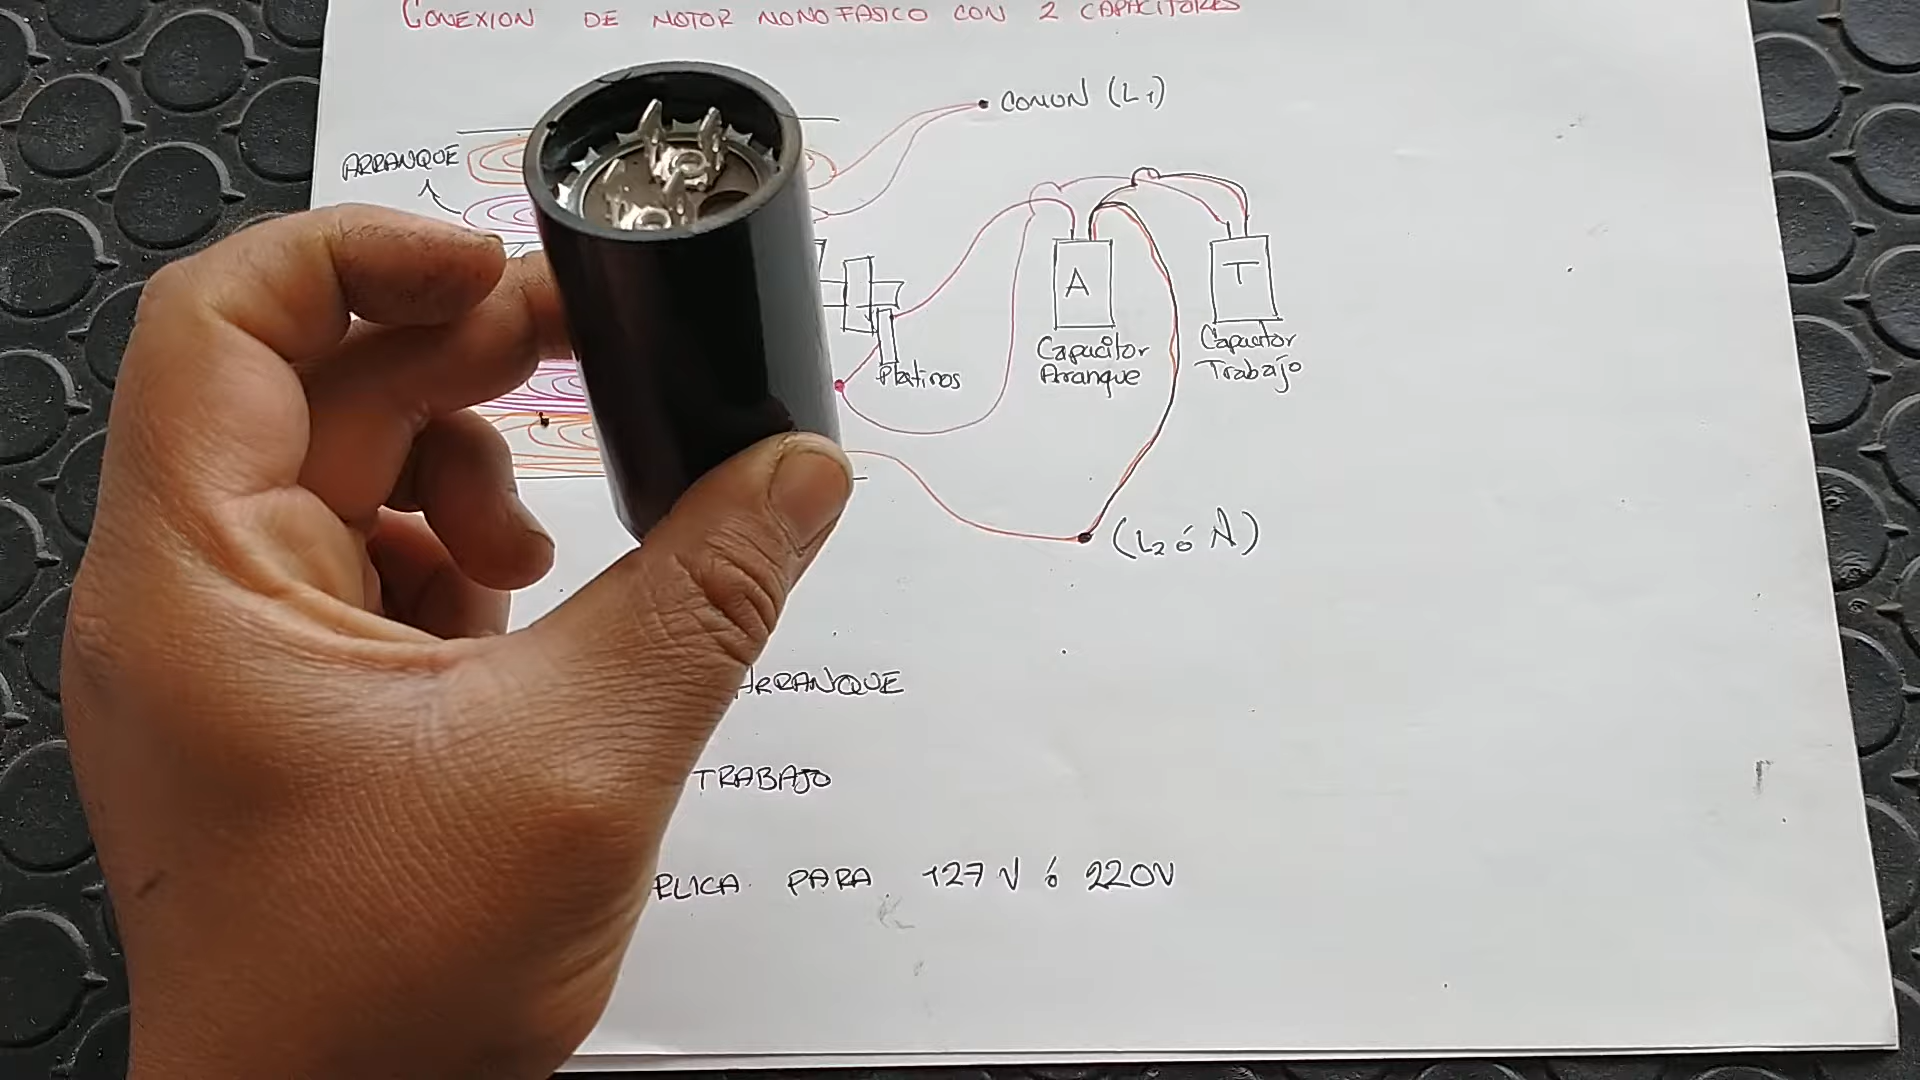 CONEXION DE MOTOR MONOFASICO CON 2 CAPACITORES
COMUN (L1)
ARRANQUE
A
T
Capacitor
Arranque
Capacitor
Trabajo
Platinos
(L2 ó N)
ARRANQUE
TRABAJO
PLICA PARA 127V ó 220V